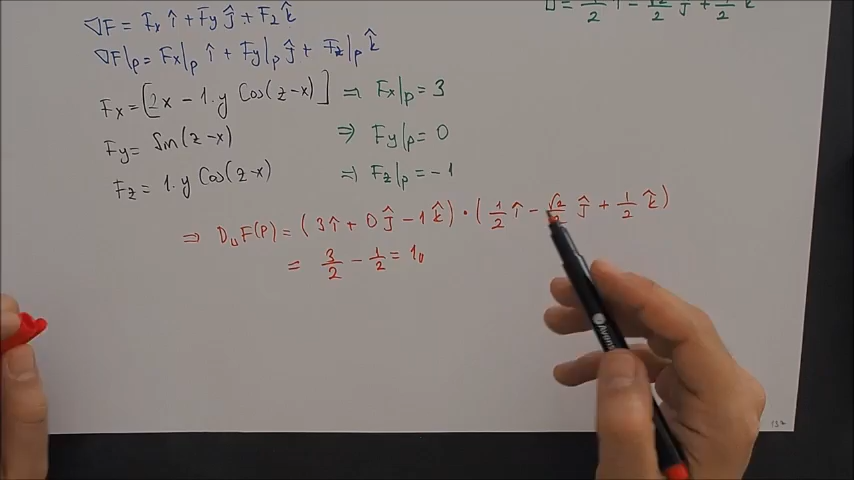 ∇F = Fx î + Fy ĵ + Fz k̂
∇F|p = Fx|p î + Fy|p ĵ + Fz|p k̂
Fx = [2x - 1.y Cos(z-x)] ⇒ Fx|p = 3
Fy = Sin(z-x) ⇒ Fy|p = 0
Fz = 1.y Cos(z-x) ⇒ Fz|p = -1
⇒ DuF(P) = (3î + 0ĵ - 1k̂) · (1/2 î - √2/2 ĵ + 1/2 k̂)
= 3/2 - 1/2 = 1